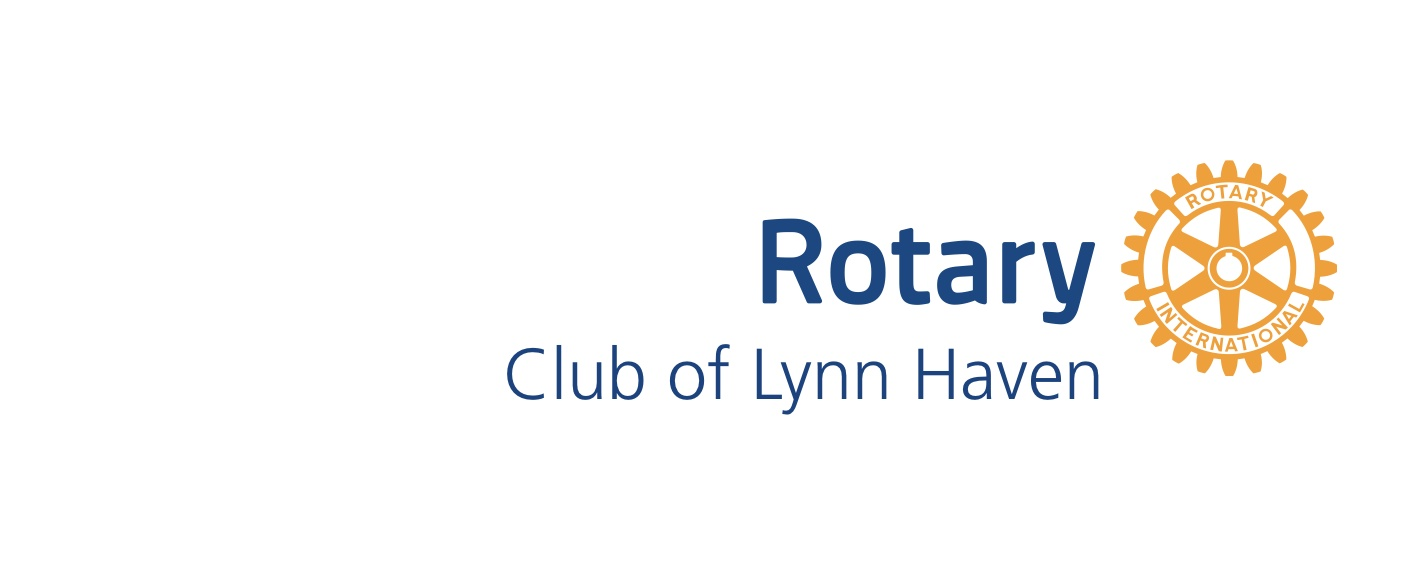 Rotary
Club of Lynn Haven
ROTARY
INTERNATIONAL